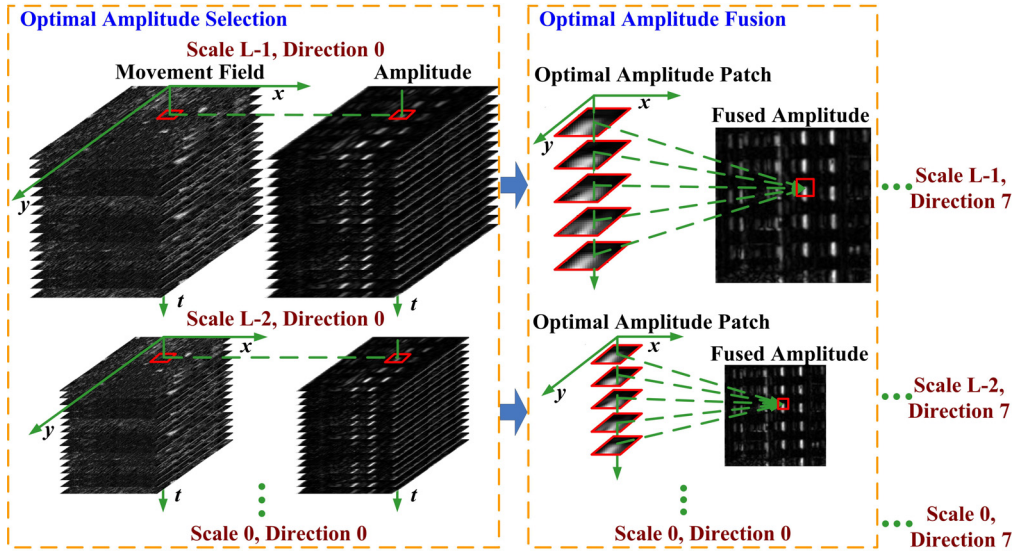 Optimal Amplitude Selection
Scale L-1, Direction 0
Movement Field
Amplitude
x
y
t
Scale L-2, Direction 0
x
y
t
Scale 0, Direction 0
Optimal Amplitude Fusion
Optimal Amplitude Patch
x
y
Fused Amplitude
Optimal Amplitude Patch
x
y
Fused Amplitude
Scale 0, Direction 0
Scale L-1,
Direction 7
Scale L-2,
Direction 7
Scale 0,
Direction 7